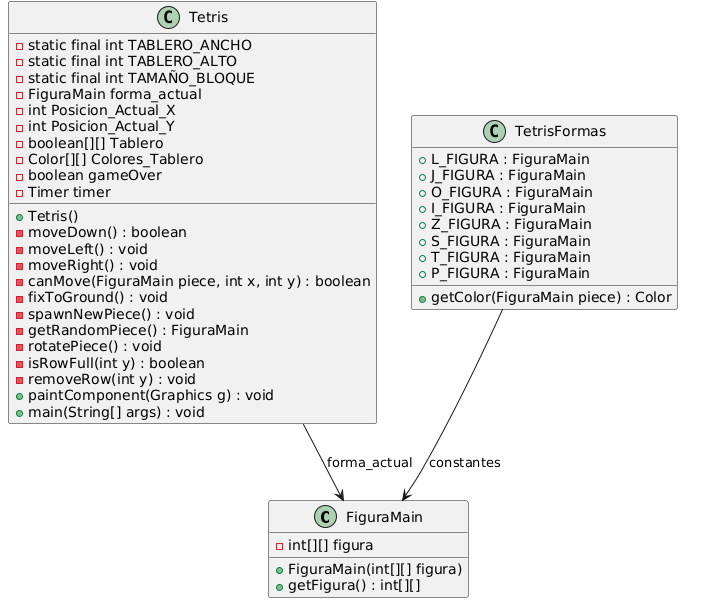 C Tetris
static final int TABLERO_ANCHO
static final int TABLERO_ALTO
static final int TAMAÑO_BLOQUE
FiguraMain forma_actual
int Posicion_Actual_X
int Posicion_Actual_Y
boolean[][] Tablero
Color[][] Colores_Tablero
boolean gameOver
Timer timer
Tetris()
moveDown() : boolean
moveLeft() : void
moveRight() : void
canMove(FiguraMain piece, int x, int y) : boolean
fixToGround() : void
spawnNewPiece() : void
getRandomPiece() : FiguraMain
rotatePiece() : void
isRowFull(int y) : boolean
removeRow(int y) : void
paintComponent(Graphics g) : void
main(String[] args) : void
C TetrisFormas
L_FIGURA : FiguraMain
J_FIGURA : FiguraMain
O_FIGURA : FiguraMain
I_FIGURA : FiguraMain
Z_FIGURA : FiguraMain
S_FIGURA : FiguraMain
T_FIGURA : FiguraMain
P_FIGURA : FiguraMain
getColor(FiguraMain piece) : Color
forma_actual
constantes
C FiguraMain
int[][] figura
FiguraMain(int[][] figura)
getFigura() : int[][]